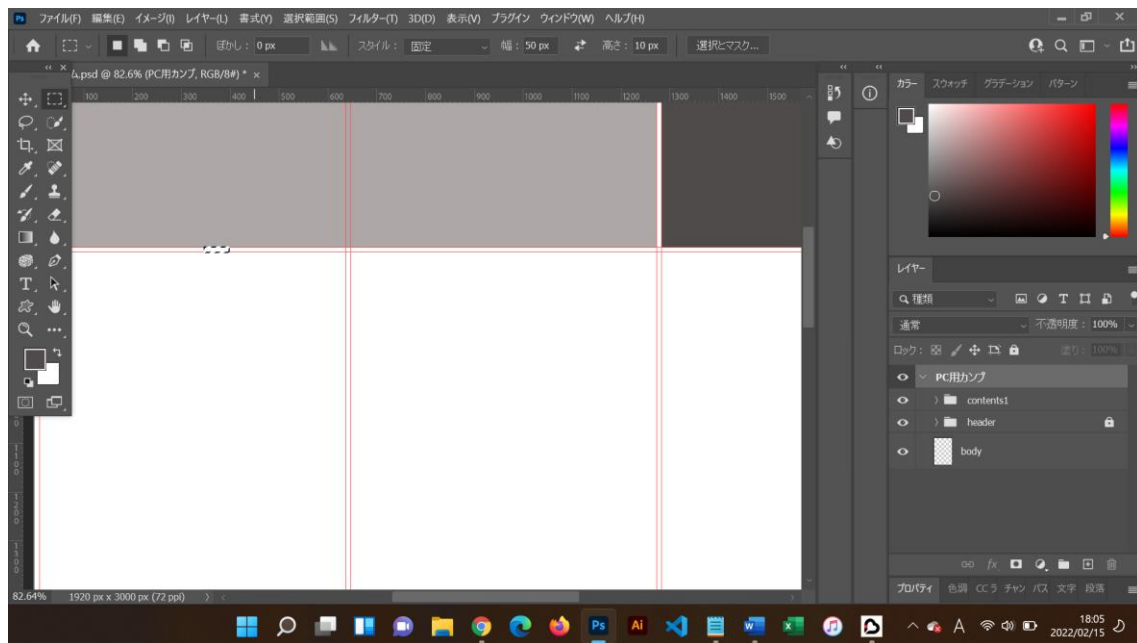 Ps ファイル(F) 編集(E) イメージ(I) レイヤー(L) 書式(Y) 選択範囲(S) フィルター(T) 3D(D) 表示(V) プラグイン ウィンドウ(W) ヘルプ(H)
ぼかし : 0 px スタイル : 固定 幅 : 50 px 高さ : 10 px 選択とマスク...
.psd @ 82.6% (PC用カンプ, RGB/8#) * ×
100 200 300 400 500 600 700 800 900 1000 1100 1200 1300 1400 1500
カラー スウォッチ グラデーション パターン
レイヤー
種類
通常 不透明度 : 100%
ロック : 塗り : 100%
PC用カンプ
contents1
header
body
1100
1200
1300
82.64% 1920 px x 3000 px (72 ppi)
プロパティ 色調 CC ラ チャン パス 文字 段落
Ps Ai
A 18:05
2022/02/15